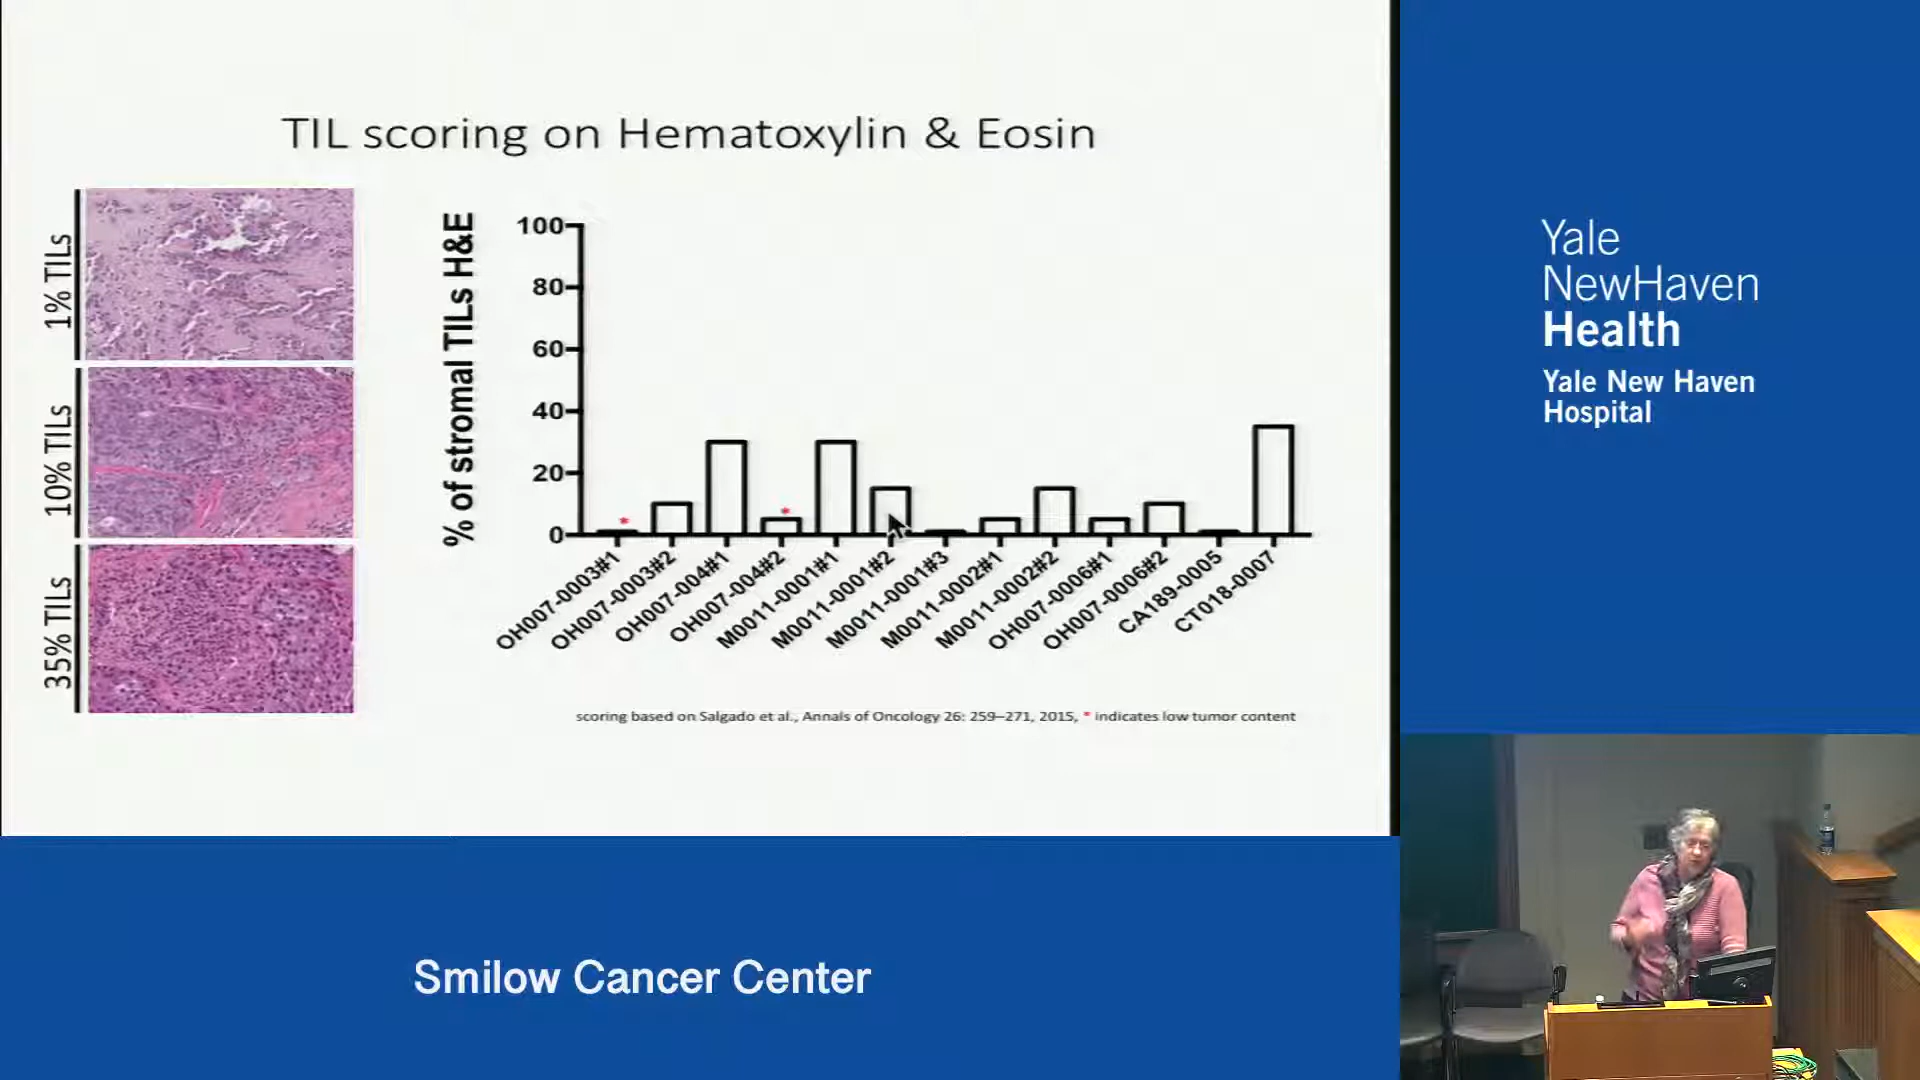 TIL scoring on Hematoxylin & Eosin
1% TILs
10% TILs
35% TILs
% of stromal TILs H&E
100
80
60
40
20
0
OH007-0003#1
OH007-0003#2
OH007-004#1
OH007-004#2
M0011-0001#1
M0011-0001#2
M0011-0001#3
M0011-0002#1
M0011-0002#2
OH007-0006#1
OH007-0006#2
CA189-0005
CT018-0007
scoring based on Salgado et al., Annals of Oncology 26: 259–271, 2015, * indicates low tumor content
Yale
NewHaven
Health
Yale New Haven
Hospital
Smilow Cancer Center